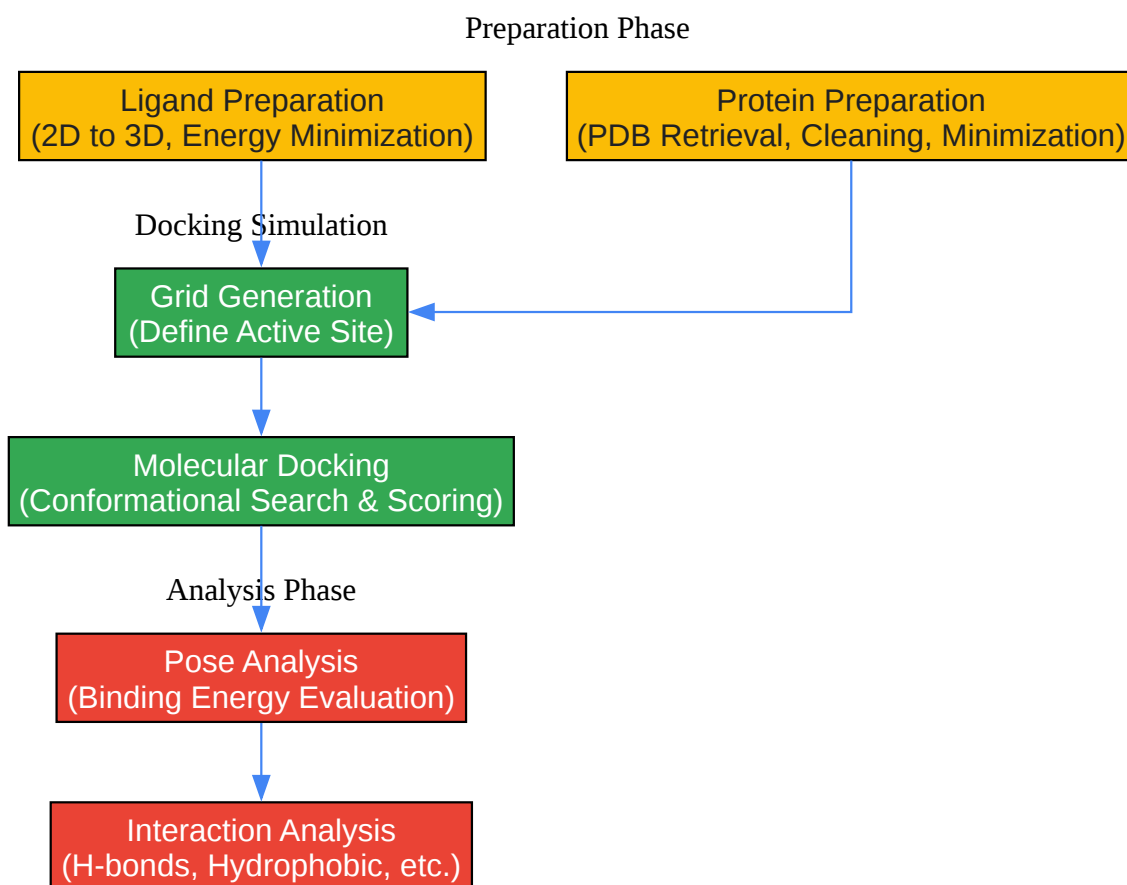 Preparation Phase
Ligand Preparation
(2D to 3D, Energy Minimization)
Protein Preparation
(PDB Retrieval, Cleaning, Minimization)
Docking Simulation
Grid Generation
(Define Active Site)
Molecular Docking
(Conformational Search & Scoring)
Analysis Phase
Pose Analysis
(Binding Energy Evaluation)
Interaction Analysis
(H-bonds, Hydrophobic, etc.)